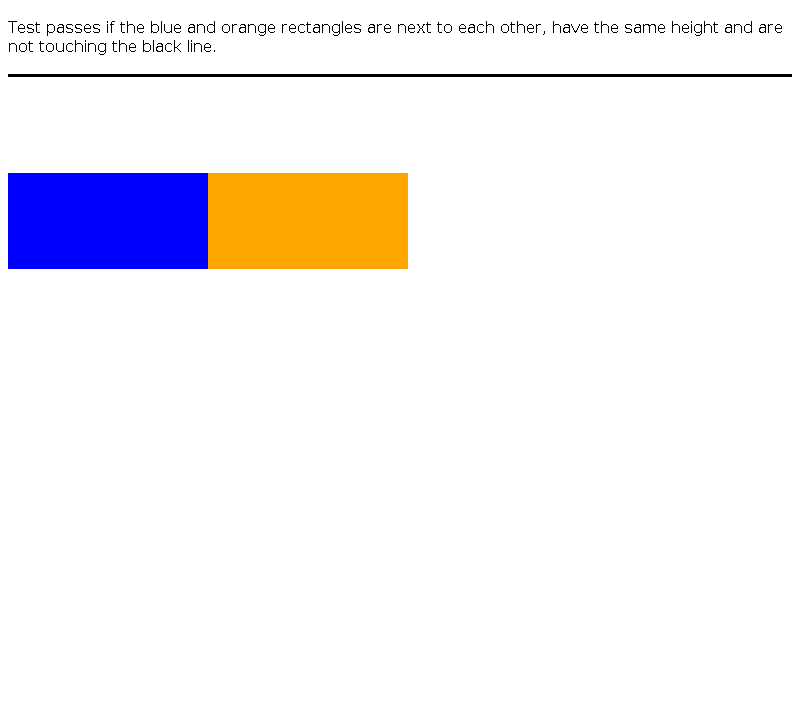 Test passes if the blue and orange rectangles are next to each other, have the same height and are
not touching the black line.